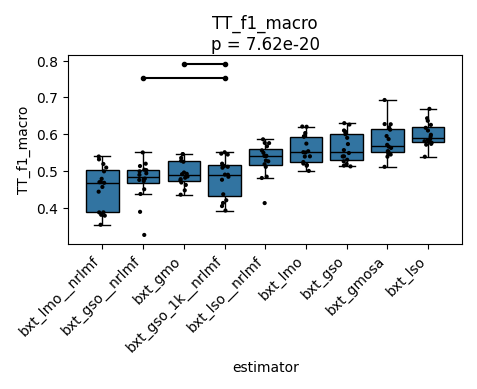 TT_f1_macro
p = 7.62e-20
TT_f1_macro
0.8
0.7
0.6
0.5
0.4
bxt_lmo__nrlmf
bxt_gso__nrlmf
bxt_gmo
bxt_gso_1k__nrlmf
bxt_lso__nrlmf
bxt_lmo
bxt_gso
bxt_gmosa
bxt_lso
estimator